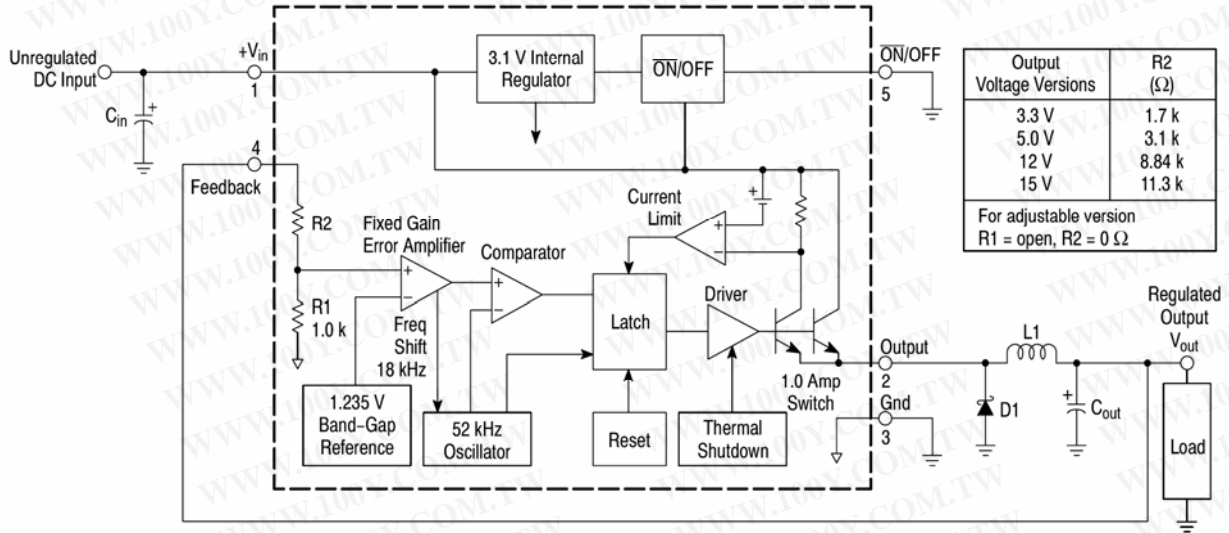 Unregulated
DC Input
+Vin
1
Cin
3.1 V Internal
Regulator
ON/OFF
ON/OFF
5
Output
Voltage Versions
R2
(Ω)
3.3 V
1.7 k
5.0 V
3.1 k
12 V
8.84 k
15 V
11.3 k
For adjustable version
R1 = open, R2 = 0 Ω
4
Feedback
R2
R1
1.0 k
Fixed Gain
Error Amplifier
+
−
Freq
Shift
18 kHz
Comparator
+
−
Current
Limit
+
−
+
Latch
Driver
1.0 Amp
Switch
1.235 V
Band−Gap
Reference
52 kHz
Oscillator
Reset
Thermal
Shutdown
Output
2
Gnd
3
D1
L1
+
Cout
Regulated
Output
Vout
Load
WWW.100Y.COM.TW